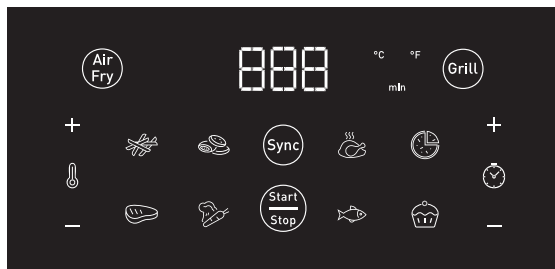 Air
Fry
888
°C
°F
min
Grill
+
+
Sync
Start
Stop
−
−